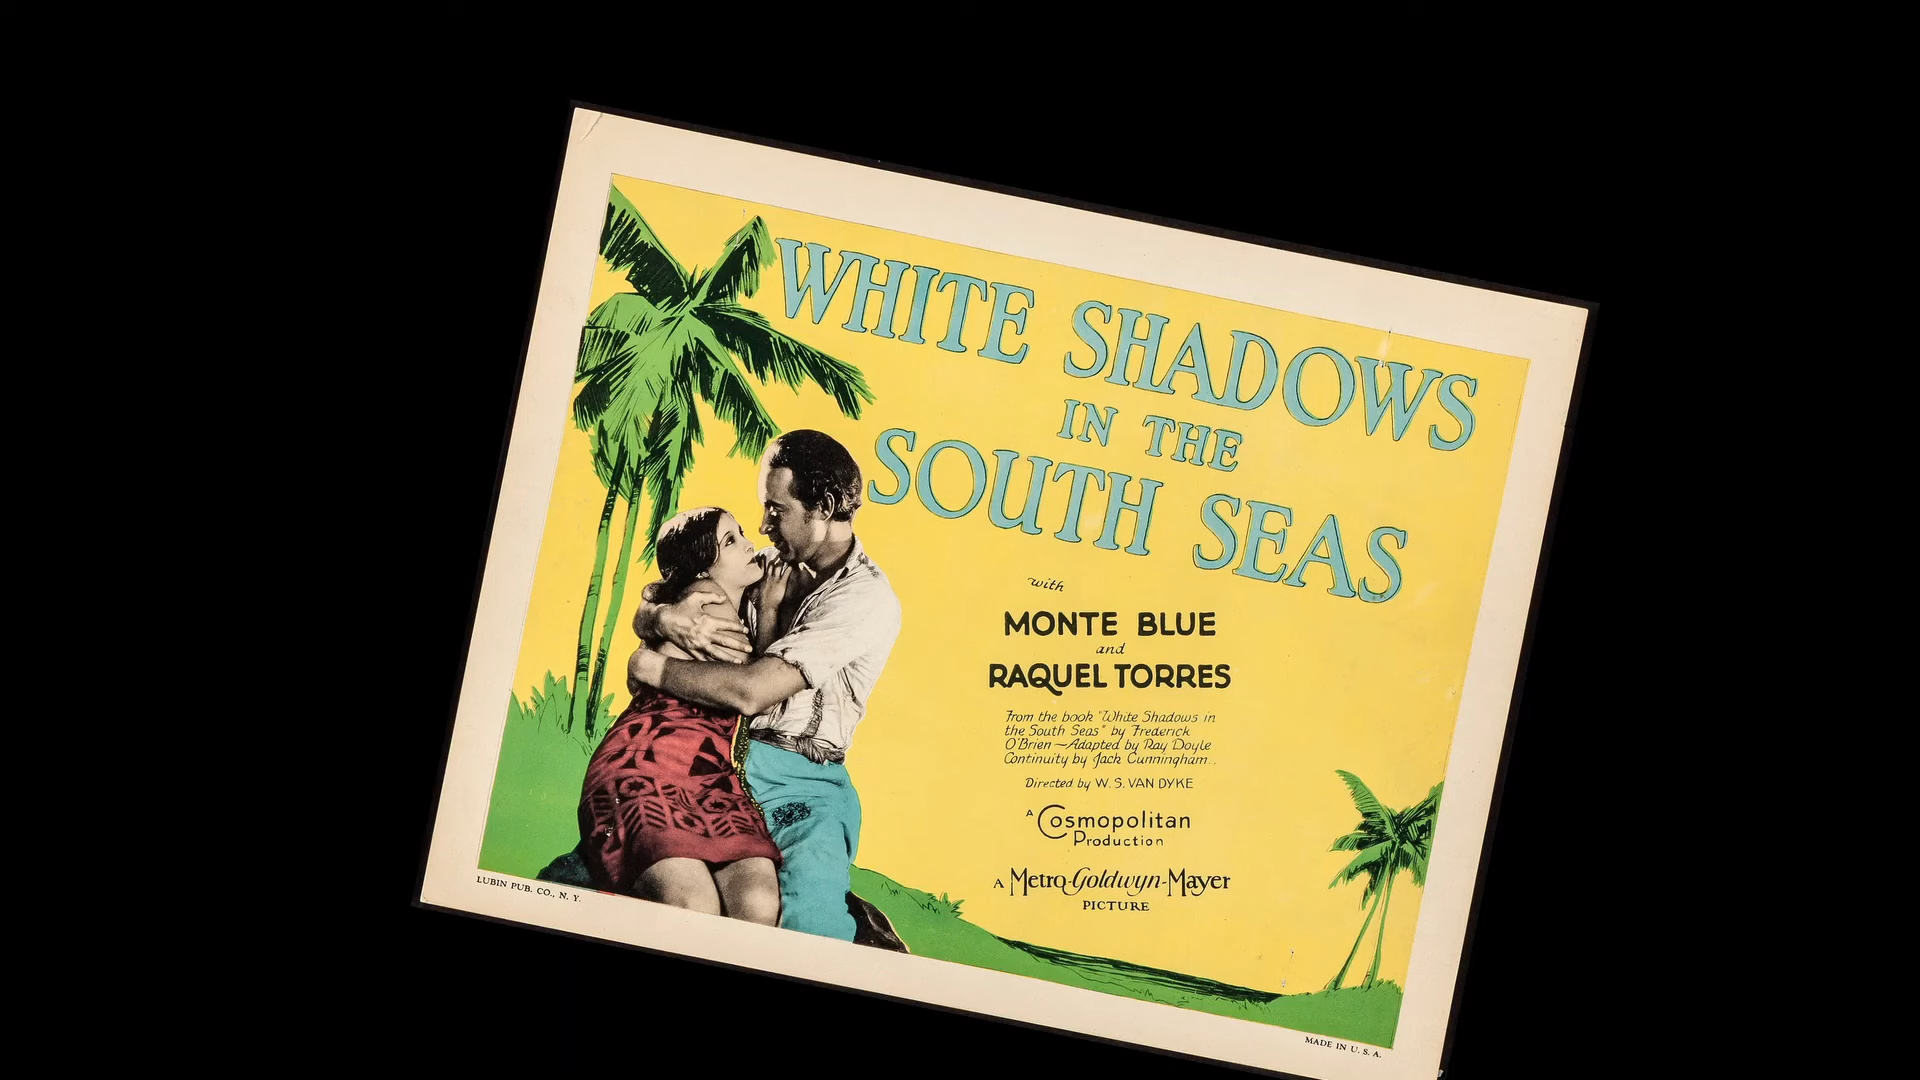 WHITE SHADOWS
IN THE
SOUTH SEAS
with
MONTE BLUE
and
RAQUEL TORRES
From the book "White Shadows in
the South Seas" by Frederick
O'Brien—Adapted by Ray Doyle
Continuity by Jack Cunningham..
Directed by W. S. VAN DYKE
A Cosmopolitan
Production
A Metro-Goldwyn-Mayer
PICTURE
LUBIN PUB. CO., N. Y.
MADE IN U. S. A.